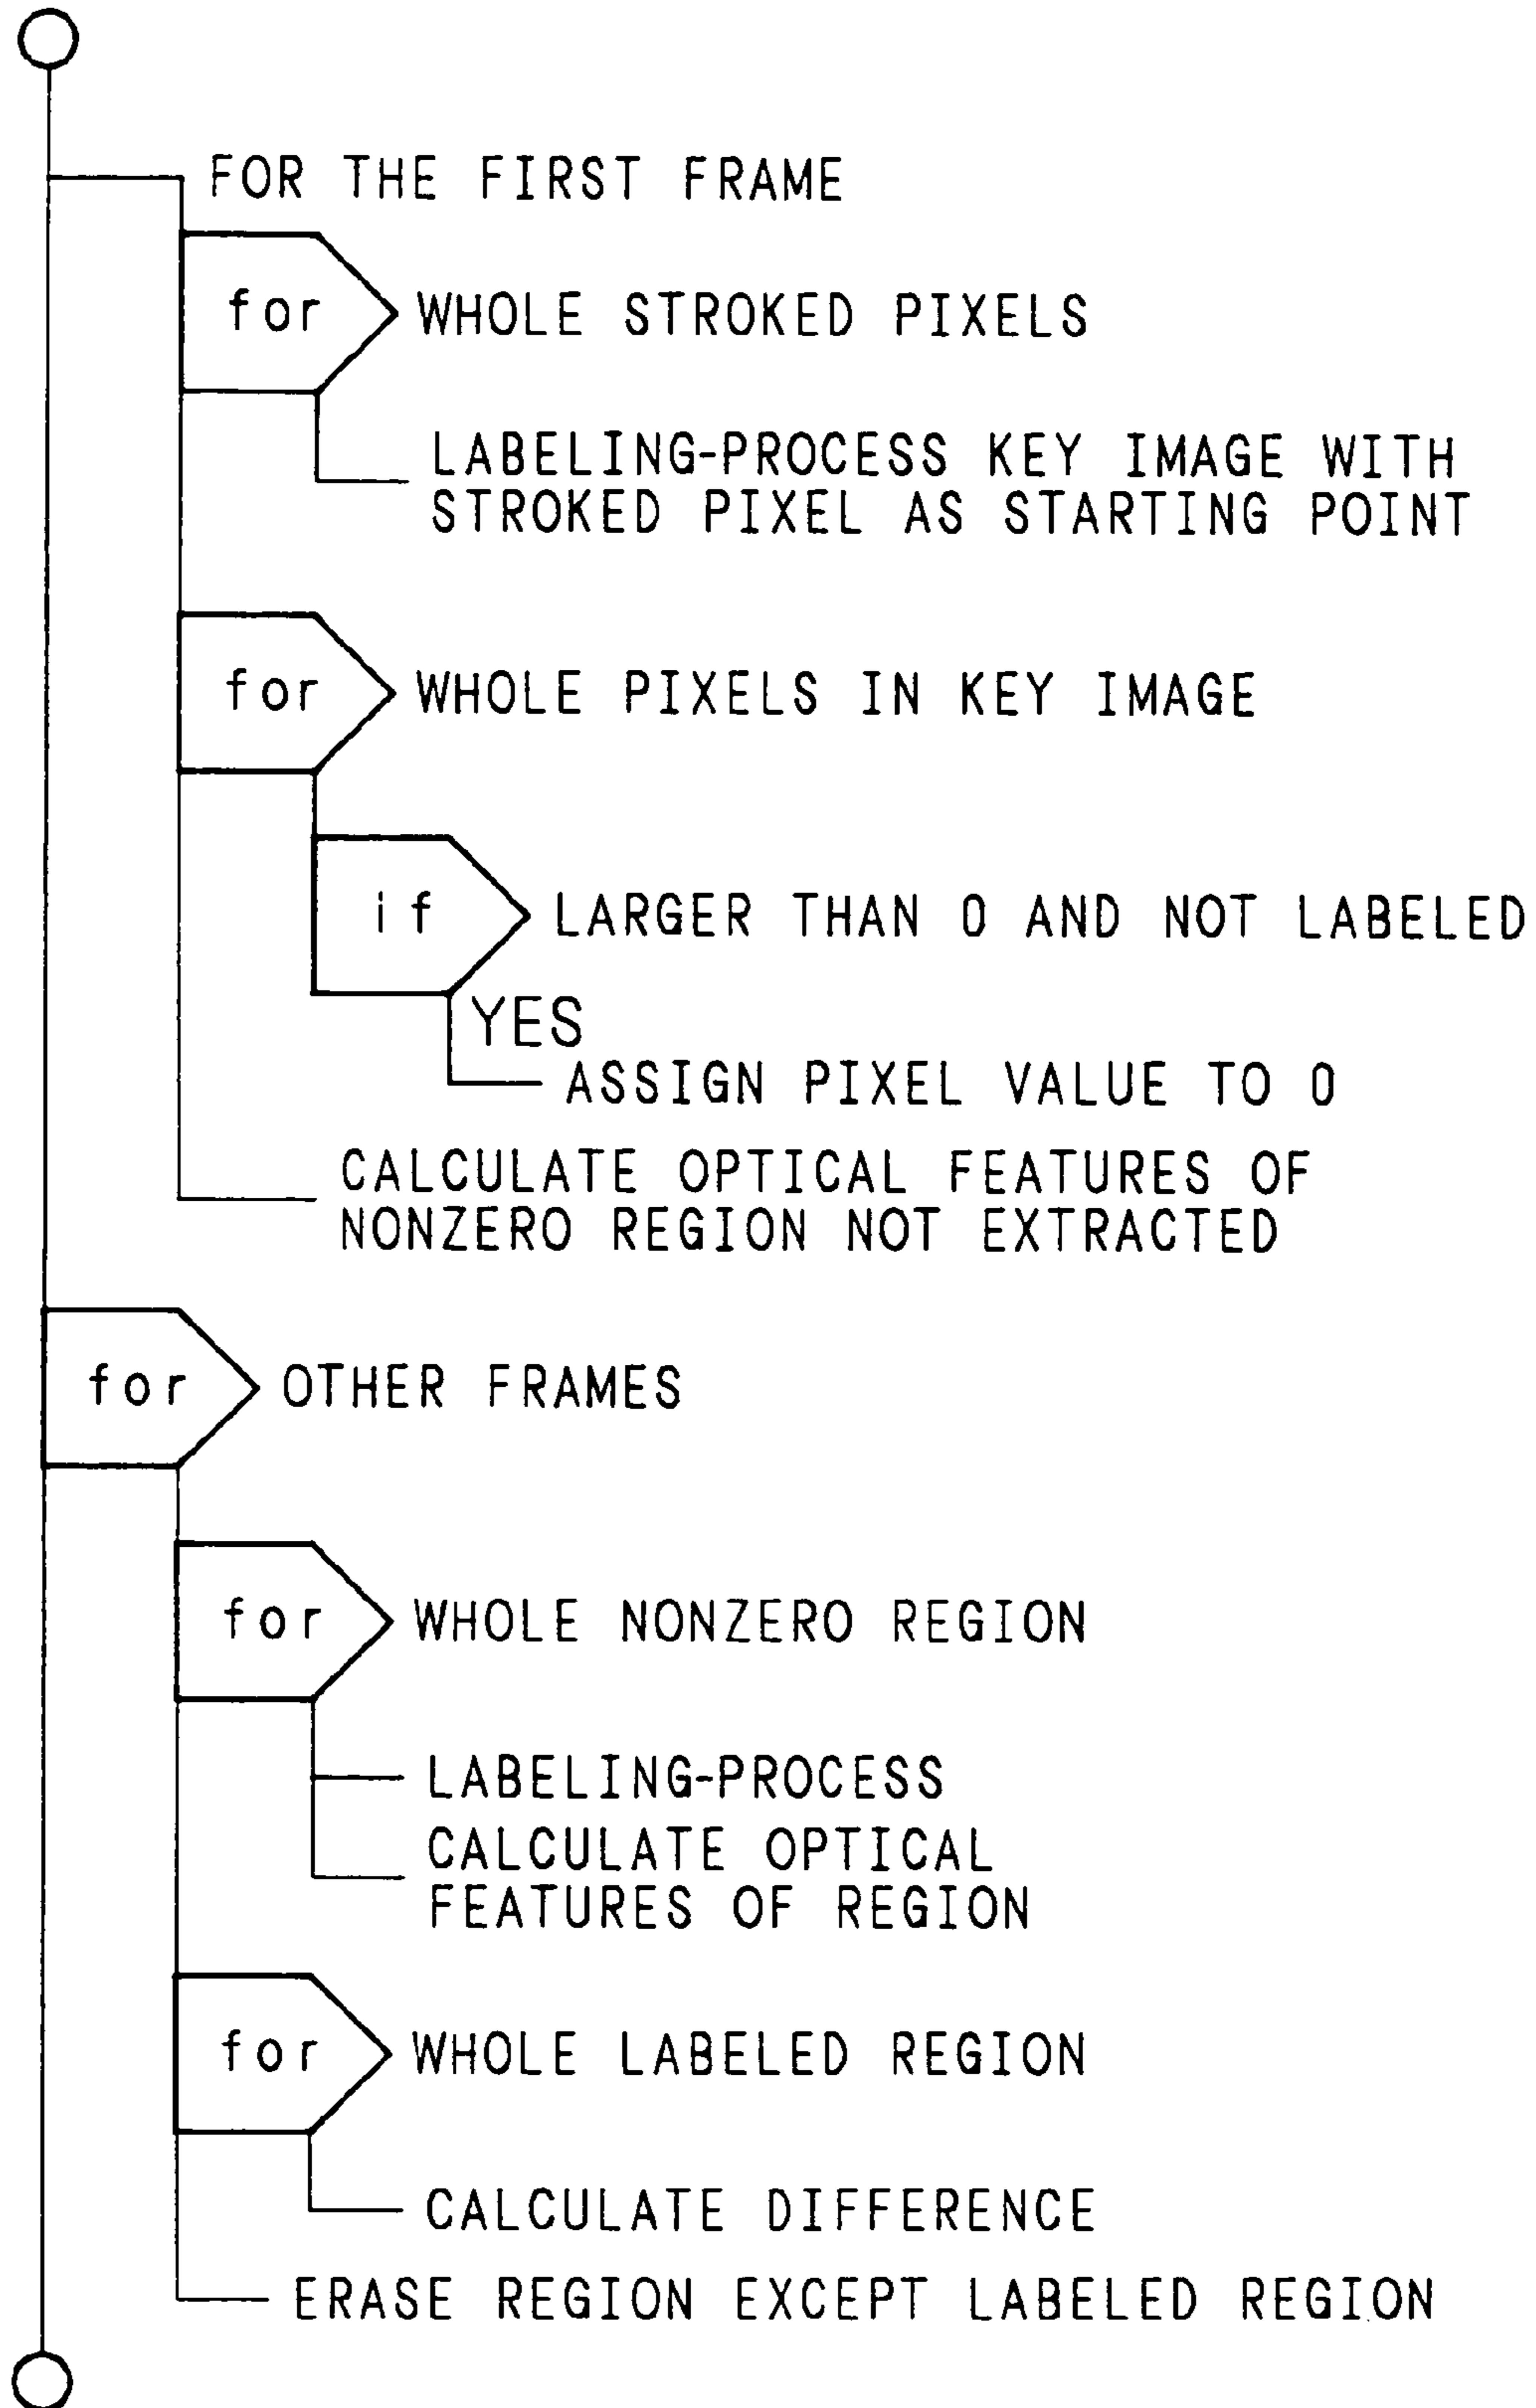 FOR THE FIRST FRAME
for WHOLE STROKED PIXELS
LABELING-PROCESS KEY IMAGE WITH
STROKED PIXEL AS STARTING POINT
for WHOLE PIXELS IN KEY IMAGE
if LARGER THAN 0 AND NOT LABELED
YES
ASSIGN PIXEL VALUE TO 0
CALCULATE OPTICAL FEATURES OF
NONZERO REGION NOT EXTRACTED
for OTHER FRAMES
for WHOLE NONZERO REGION
LABELING-PROCESS
CALCULATE OPTICAL
FEATURES OF REGION
for WHOLE LABELED REGION
CALCULATE DIFFERENCE
ERASE REGION EXCEPT LABELED REGION